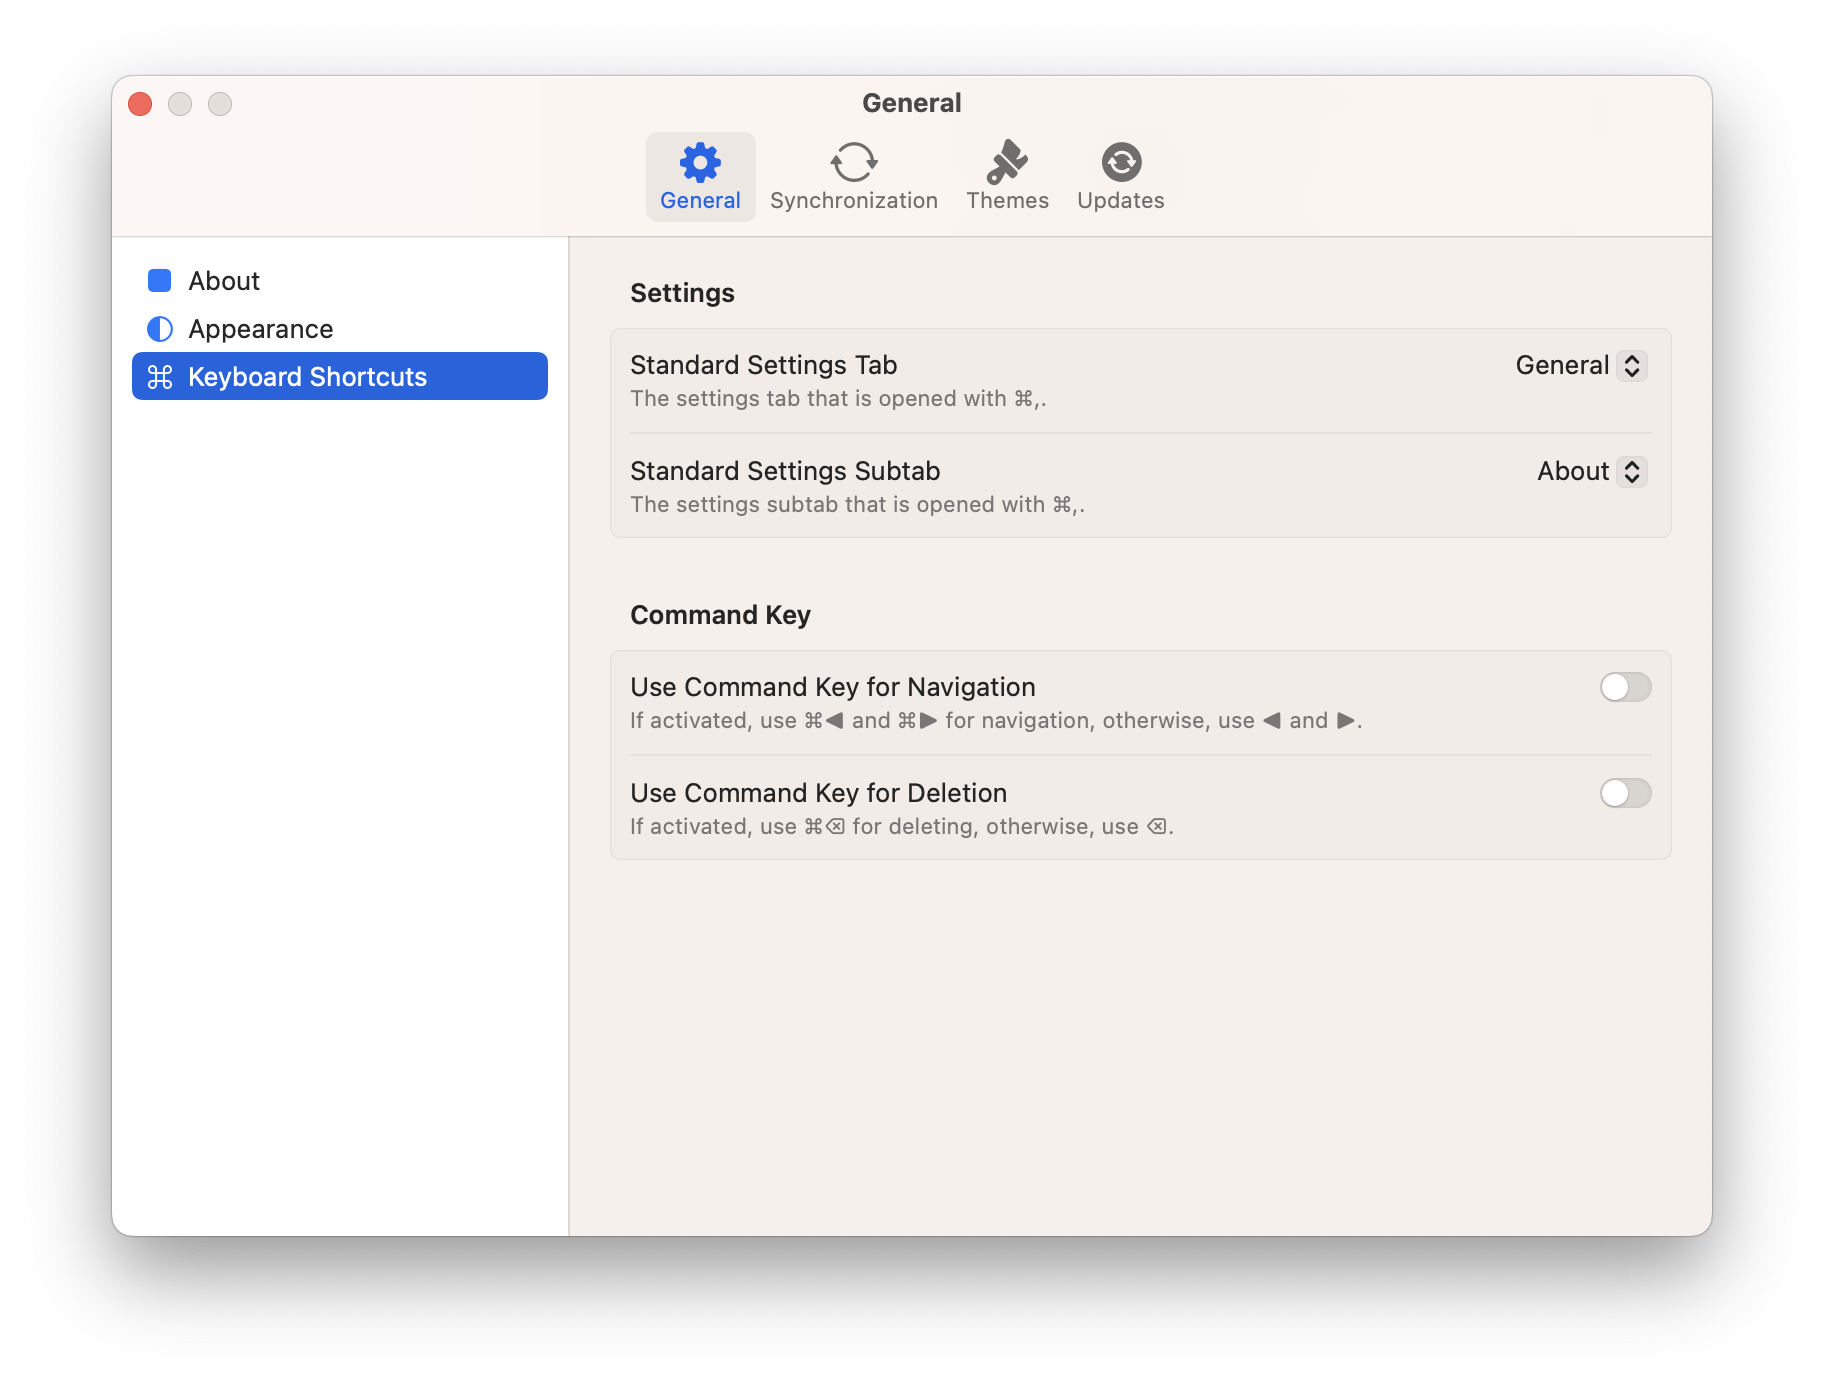 General
General
Synchronization
Themes
Updates
About
Appearance
Keyboard Shortcuts
Settings
Standard Settings Tab
General
The settings tab that is opened with ⌘,.
Standard Settings Subtab
About
The settings subtab that is opened with ⌘,.
Command Key
Use Command Key for Navigation
If activated, use ⌘◀ and ⌘▶ for navigation, otherwise, use ◀ and ▶.
Use Command Key for Deletion
If activated, use ⌘⌫ for deleting, otherwise, use ⌫.